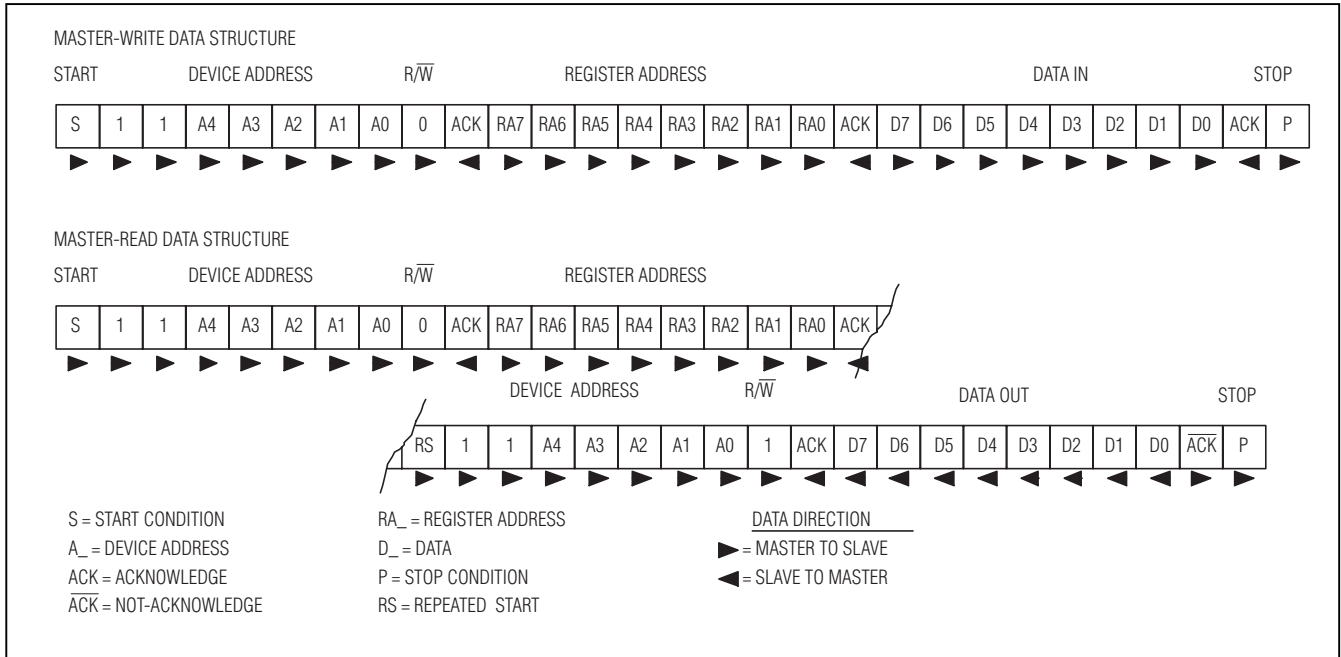 MASTER-WRITE DATA STRUCTURE
START DEVICE ADDRESS R/W̅ REGISTER ADDRESS DATA IN STOP
S 1 1 A4 A3 A2 A1 A0 0 ACK RA7 RA6 RA5 RA4 RA3 RA2 RA1 RA0 ACK D7 D6 D5 D4 D3 D2 D1 D0 ACK P
MASTER-READ DATA STRUCTURE
START DEVICE ADDRESS R/W̅ REGISTER ADDRESS
S 1 1 A4 A3 A2 A1 A0 0 ACK RA7 RA6 RA5 RA4 RA3 RA2 RA1 RA0 ACK
DEVICE ADDRESS R/W̅ DATA OUT STOP
RS 1 1 A4 A3 A2 A1 A0 1 ACK D7 D6 D5 D4 D3 D2 D1 D0 A̅C̅K̅ P
S = START CONDITION RA_ = REGISTER ADDRESS DATA DIRECTION
A_ = DEVICE ADDRESS D_ = DATA ► = MASTER TO SLAVE
ACK = ACKNOWLEDGE P = STOP CONDITION ◄ = SLAVE TO MASTER
A̅C̅K̅ = NOT-ACKNOWLEDGE RS = REPEATED START